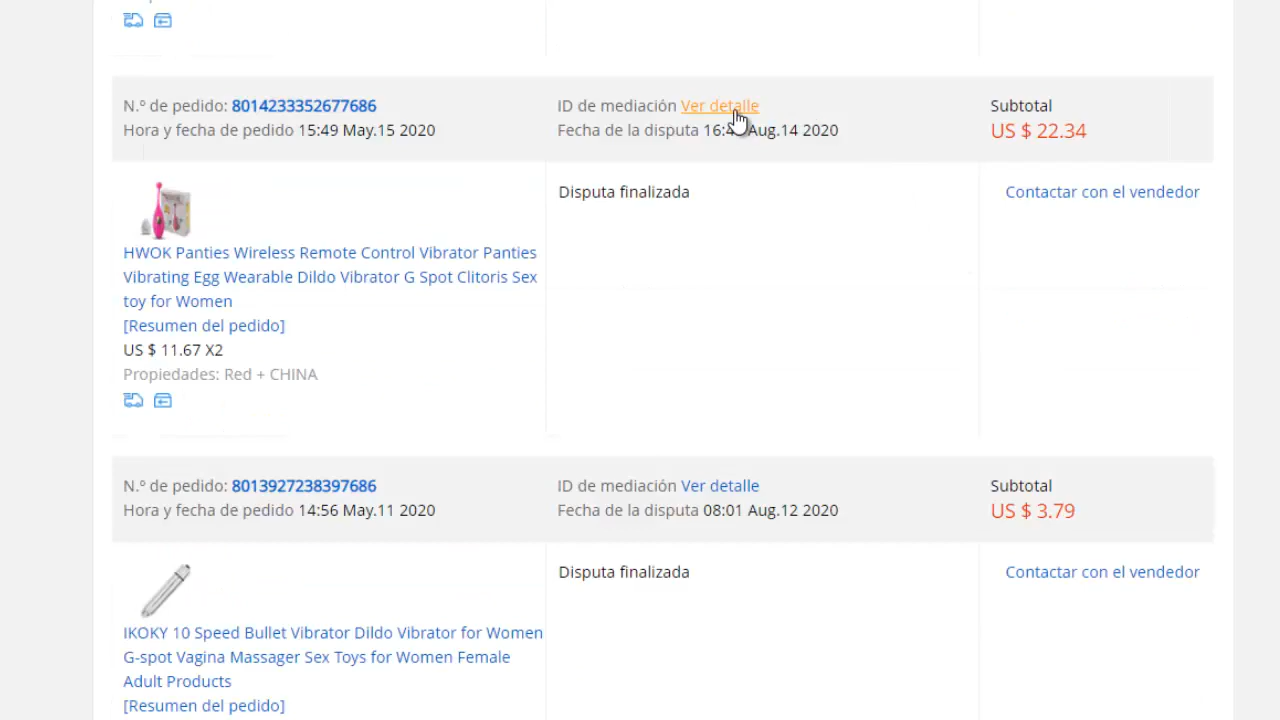 N.º de pedido: 8014233352677686
ID de mediación Ver detalle
Subtotal
Hora y fecha de pedido 15:49 May.15 2020
Fecha de la disputa Aug.14 2020
US $ 22.34
Disputa finalizada
Contactar con el vendedor
HWOK Panties Wireless Remote Control Vibrator Panties
Vibrating Egg Wearable Dildo Vibrator G Spot Clitoris Sex
toy for Women
[Resumen del pedido]
US $ 11.67 X2
Propiedades: Red + CHINA
N.º de pedido: 8013927238397686
ID de mediación Ver detalle
Subtotal
Hora y fecha de pedido 14:56 May.11 2020
Fecha de la disputa 08:01 Aug.12 2020
US $ 3.79
Disputa finalizada
Contactar con el vendedor
IKOKY 10 Speed Bullet Vibrator Dildo Vibrator for Women
G-spot Vagina Massager Sex Toys for Women Female
Adult Products
[Resumen del pedido]